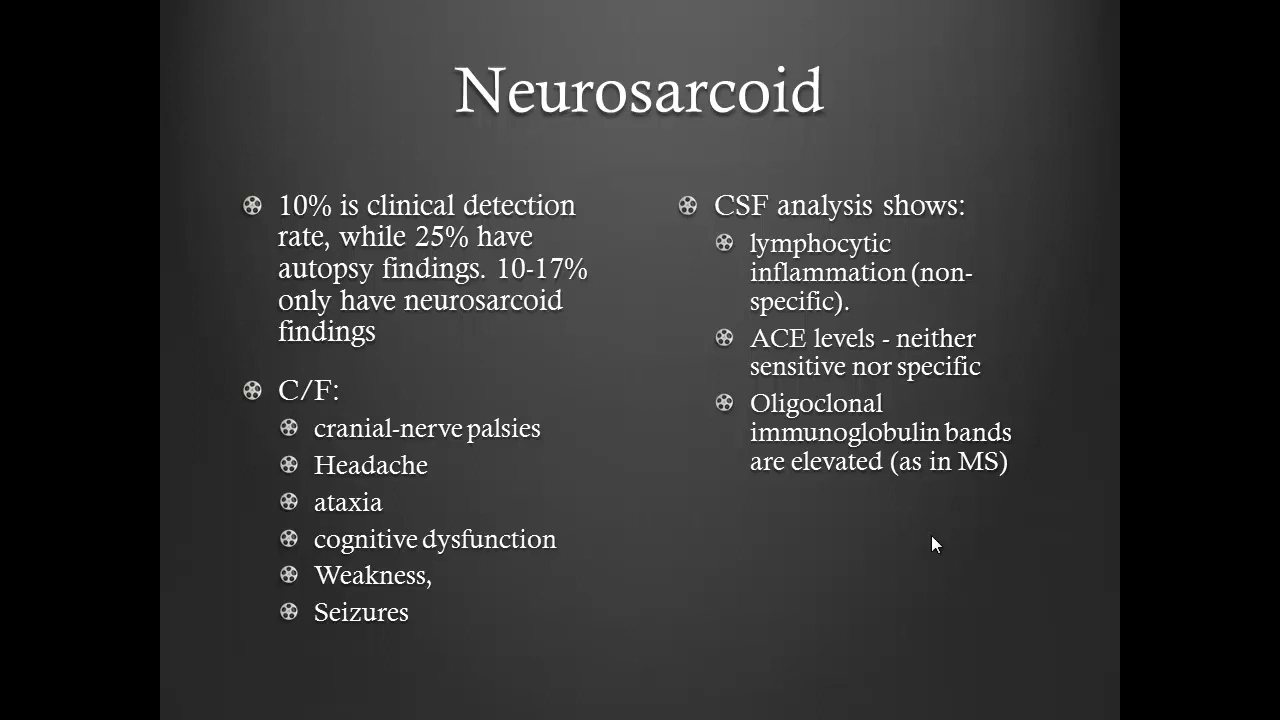 Neurosarcoid
10% is clinical detection
rate, while 25% have
autopsy findings. 10-17%
only have neurosarcoid
findings
C/F:
cranial-nerve palsies
Headache
ataxia
cognitive dysfunction
Weakness,
Seizures
CSF analysis shows:
lymphocytic
inflammation (non-
specific).
ACE levels - neither
sensitive nor specific
Oligoclonal
immunoglobulin bands
are elevated (as in MS)